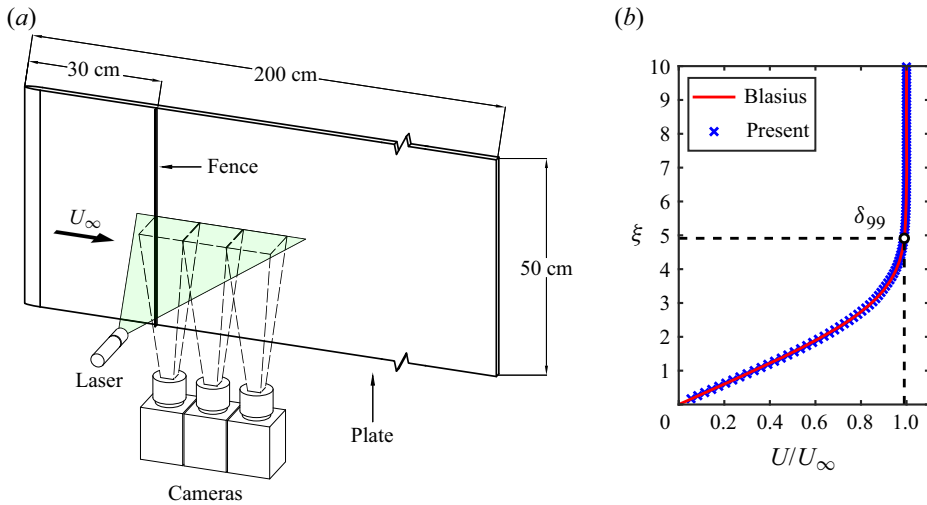 (a)
200 cm
30 cm
Fence
U∞
50 cm
Laser
Plate
Cameras
(b)
10
9
8
7
6
5
4
3
2
1
0
ξ
Blasius
Present
δ99
0.2
0.4
0.6
0.8
1.0
U/U∞